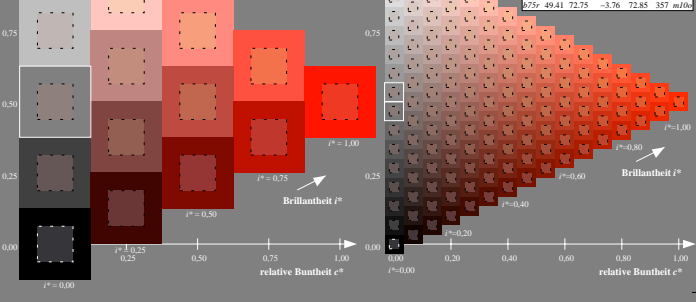 b75r 49.41 72.75 −3.76 72.85 357 m10o
0,75
0,50
0,25
0,00
i* = 1,00
i* = 0,75
Brillantheit i*
i* = 0,50
i* = 0,25
0,25 0,50 0,75 1,00
relative Buntheit c*
i* = 0,00
0,75
0,50
0,25
0,00
i*=1,00
i*=0,80
Brillantheit i*
i*=0,60
i*=0,40
i*=0,20
0,00 0,20 0,40 0,60 0,80 1,00
relative Buntheit c*
i*=0,00